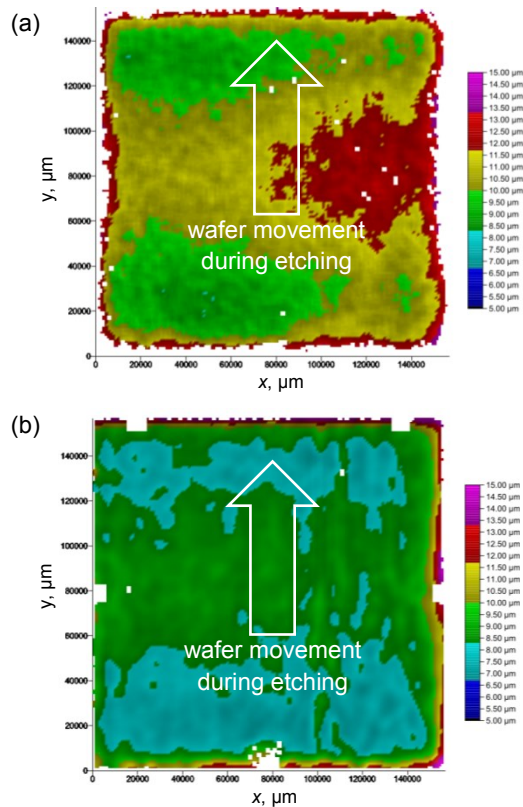 (a)
140000
120000
100000
80000
60000
40000
20000
0
y, µm
wafer movement
during etching
0 20000 40000 60000 80000 100000 120000 140000
x, µm
15.00 µm
15.00 µm
14.50 µm
14.00 µm
13.50 µm
13.00 µm
12.50 µm
12.00 µm
11.50 µm
11.00 µm
10.50 µm
10.00 µm
9.50 µm
9.00 µm
8.50 µm
8.00 µm
7.50 µm
7.00 µm
6.50 µm
6.00 µm
5.50 µm
5.00 µm
(b)
140000
120000
100000
80000
60000
40000
20000
0
y, µm
wafer movement
during etching
0 20000 40000 60000 80000 100000 120000 140000
x, µm
15.00 µm
14.50 µm
14.00 µm
13.50 µm
13.00 µm
12.50 µm
12.00 µm
11.50 µm
11.00 µm
10.50 µm
10.00 µm
9.50 µm
9.00 µm
8.50 µm
8.00 µm
7.50 µm
7.00 µm
6.50 µm
6.00 µm
5.50 µm
5.00 µm